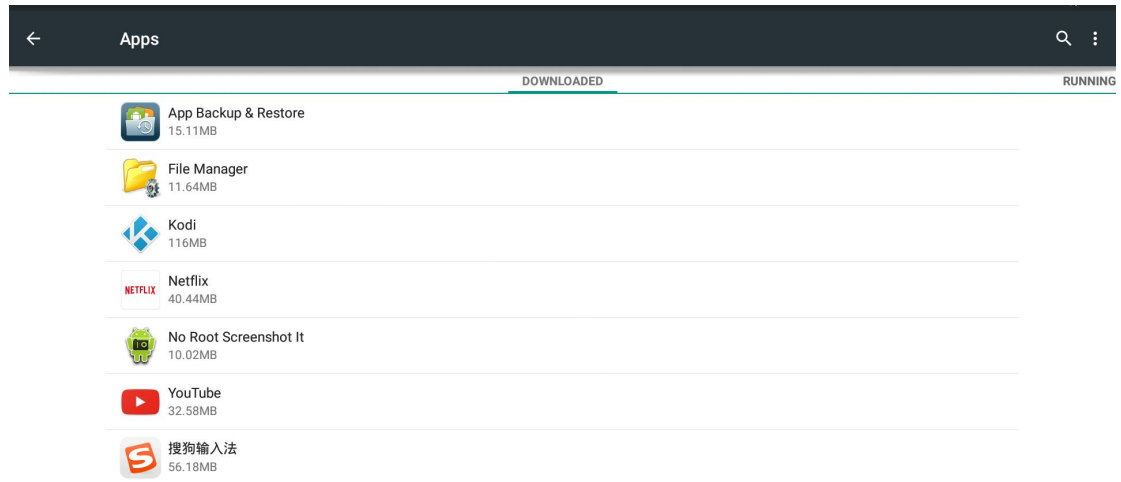 Apps
DOWNLOADED
RUNNING
App Backup & Restore
15.11MB
File Manager
11.64MB
Kodi
116MB
NETFLIX
Netflix
40.44MB
No Root Screenshot It
10.02MB
YouTube
32.58MB
搜狗输入法
56.18MB